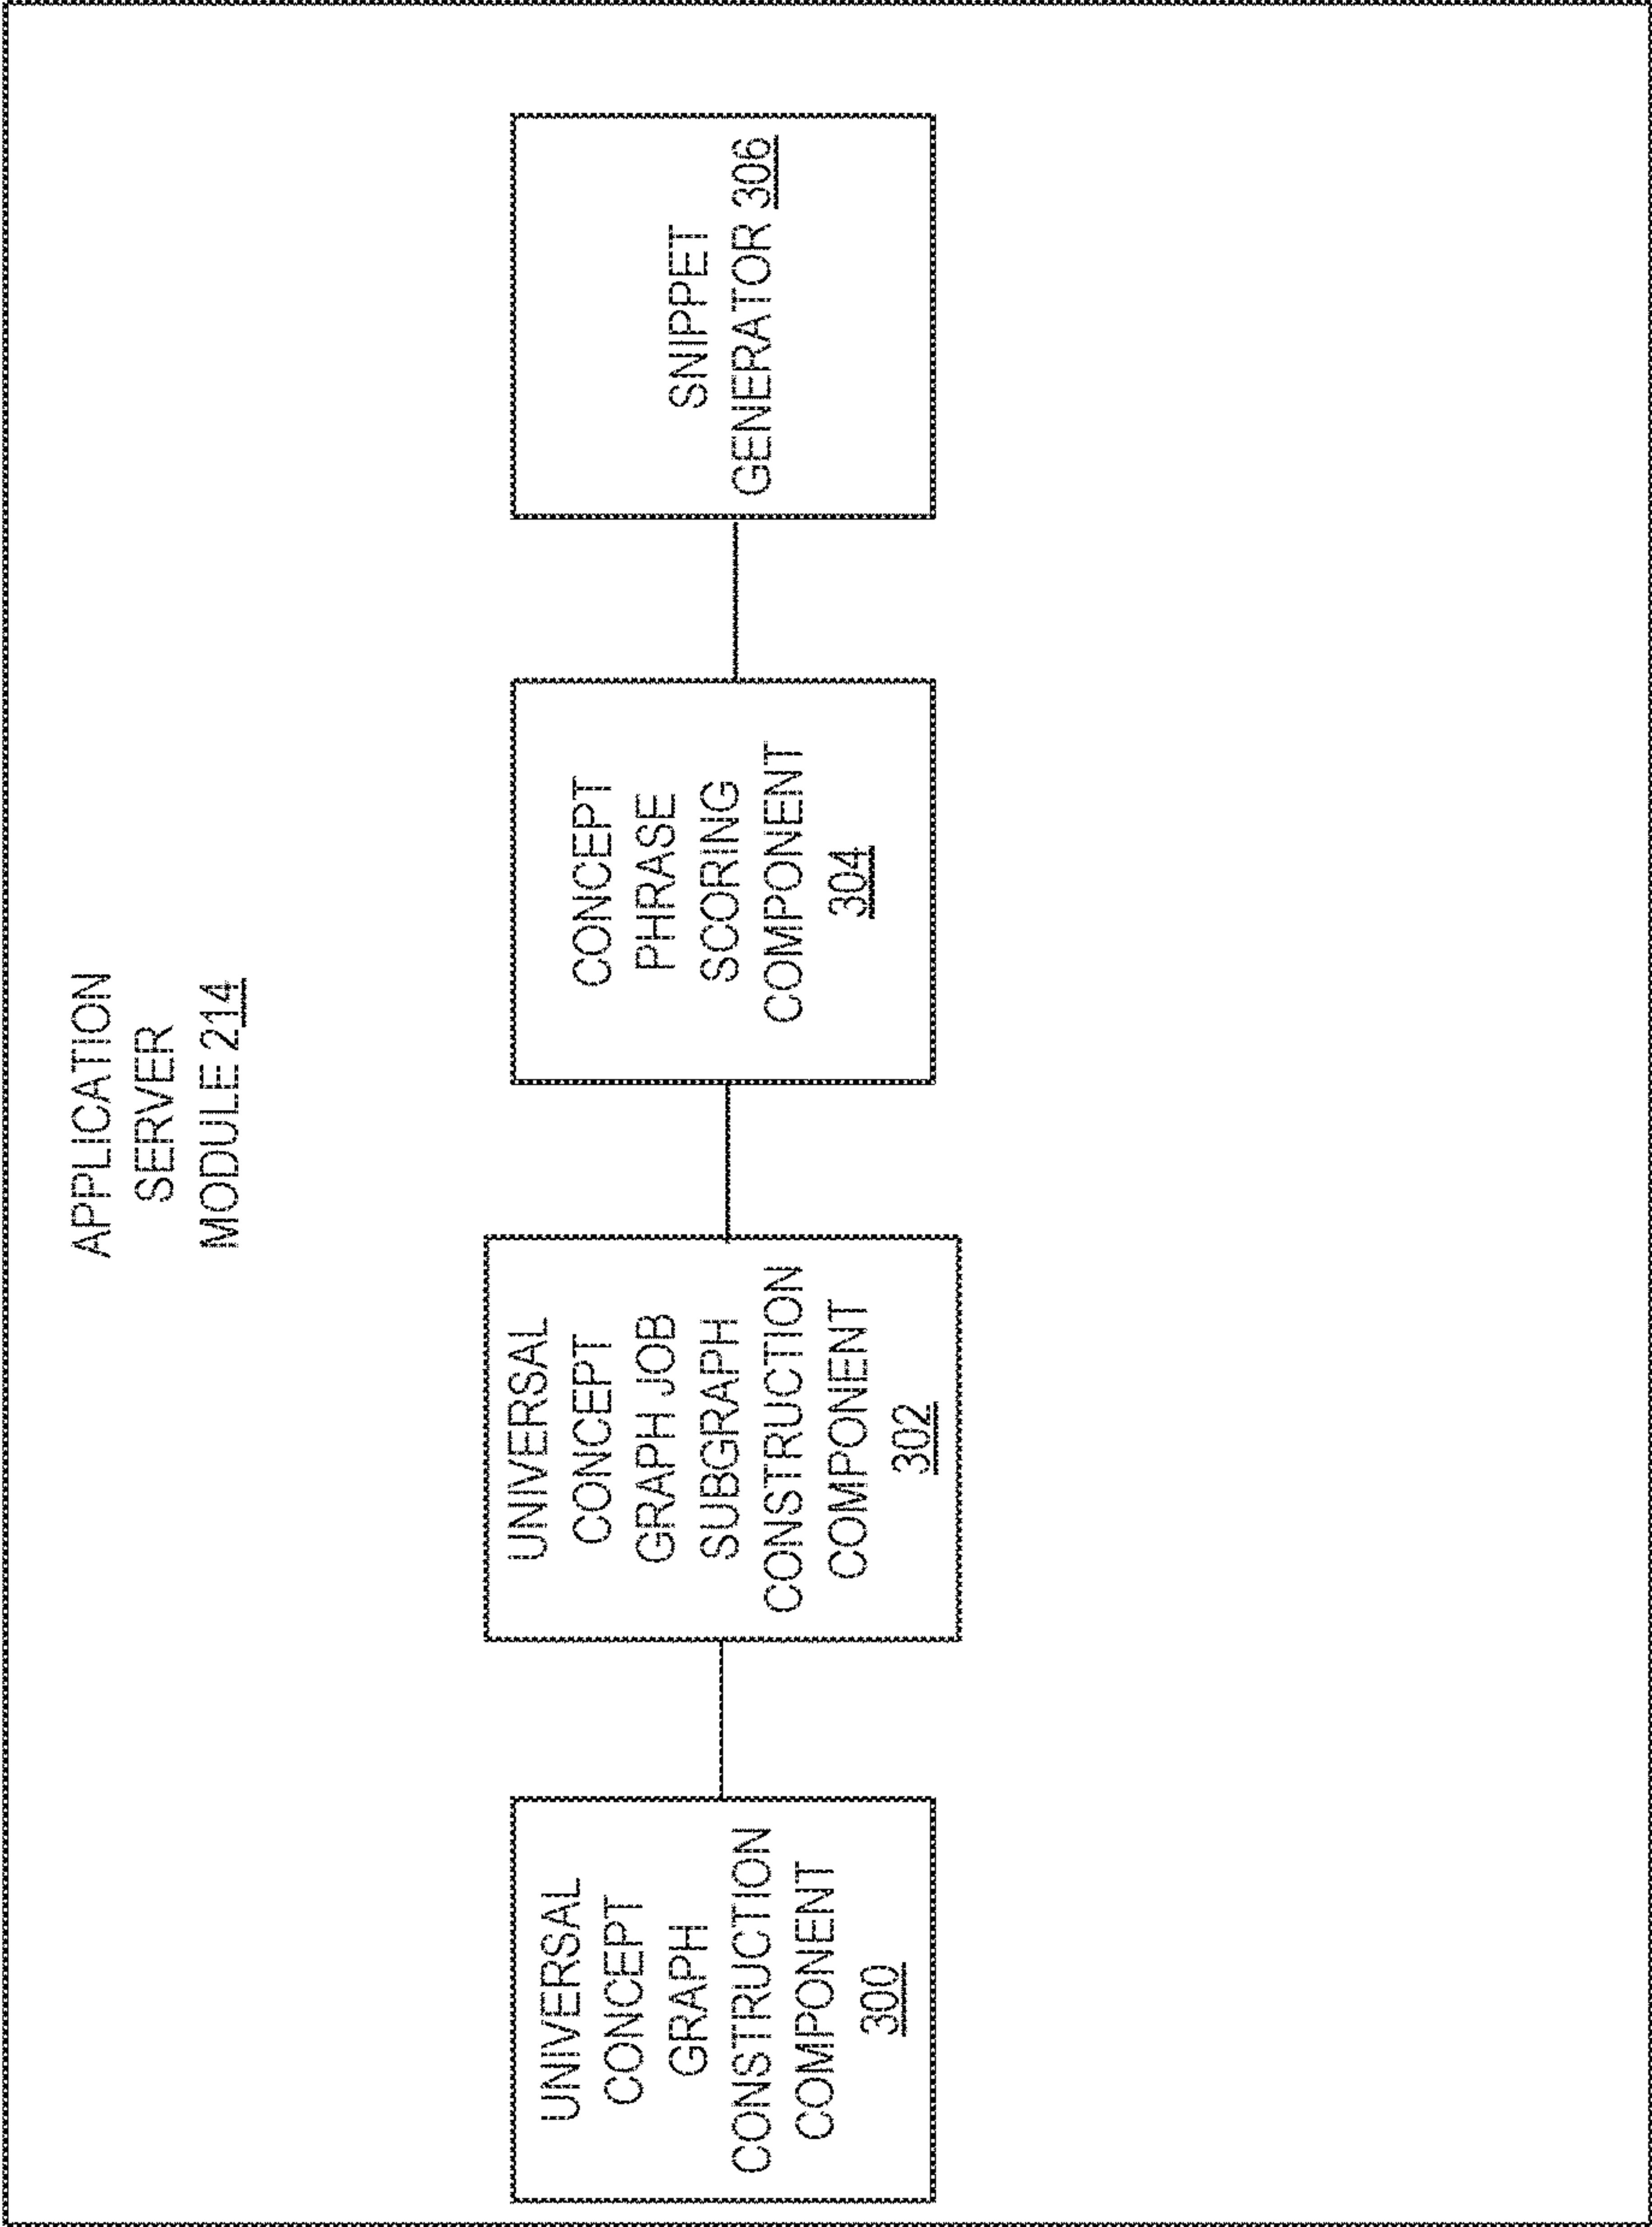 APPLICATION
SERVER
MODULE 214
UNIVERSAL
CONCEPT
GRAPH
CONSTRUCTION
COMPONENT
300
UNIVERSAL
CONCEPT
GRAPH JOB
SUBGRAPH
CONSTRUCTION
COMPONENT
302
CONCEPT
PHRASE
SCORING
COMPONENT
304
SNIPPET
GENERATOR 306